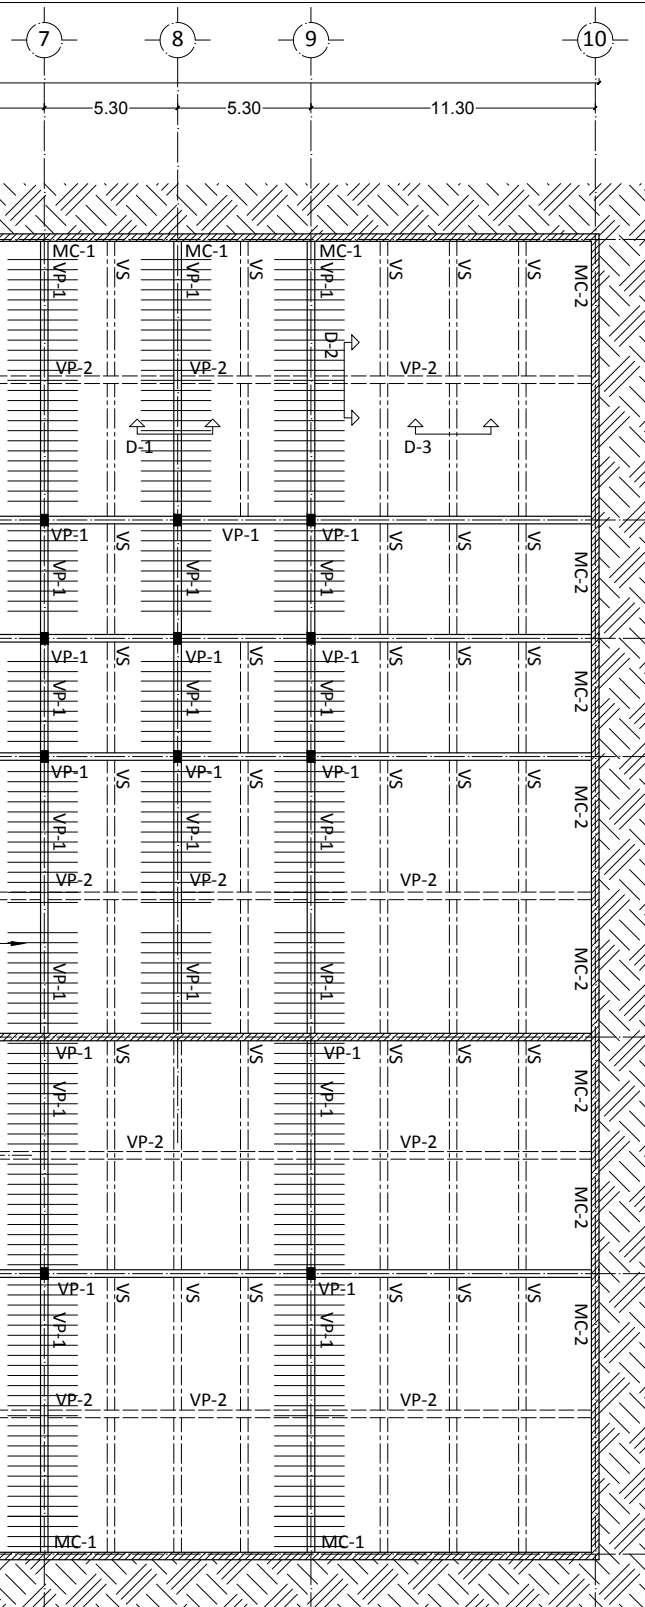 7 8 9 10
5.30 5.30 11.30
MC-1 MC-1 MC-1
VP-1 VS VP-1 VS VP-1 VS VS VS MC-2
D-2
VP-2 VP-2 VP-2
D-1 D-3
VP-1 VP-1 VP-1
VS VS VS VS
VP-1 VP-1 VP-1 MC-2
VP-1 VP-1 VP-1
VS VS VS VS VS
VP-1 VP-1 VP-1 MC-2
VP-1 VP-1 VP-1
VS VS VS VS VS
VP-1 VP-1 VP-1 MC-2
VP-2 VP-2 VP-2
VP-1 VP-1 VP-1 MC-2
VP-1 VS VP-1 VS VS VS
VP-1 VP-1 MC-2
VP-2 VP-2
MC-2
VP-1 VS VS VS VP-1 VS VS VS
VP-1 VP-1 MC-2
VP-2 VP-2 VP-2
MC-1 MC-1